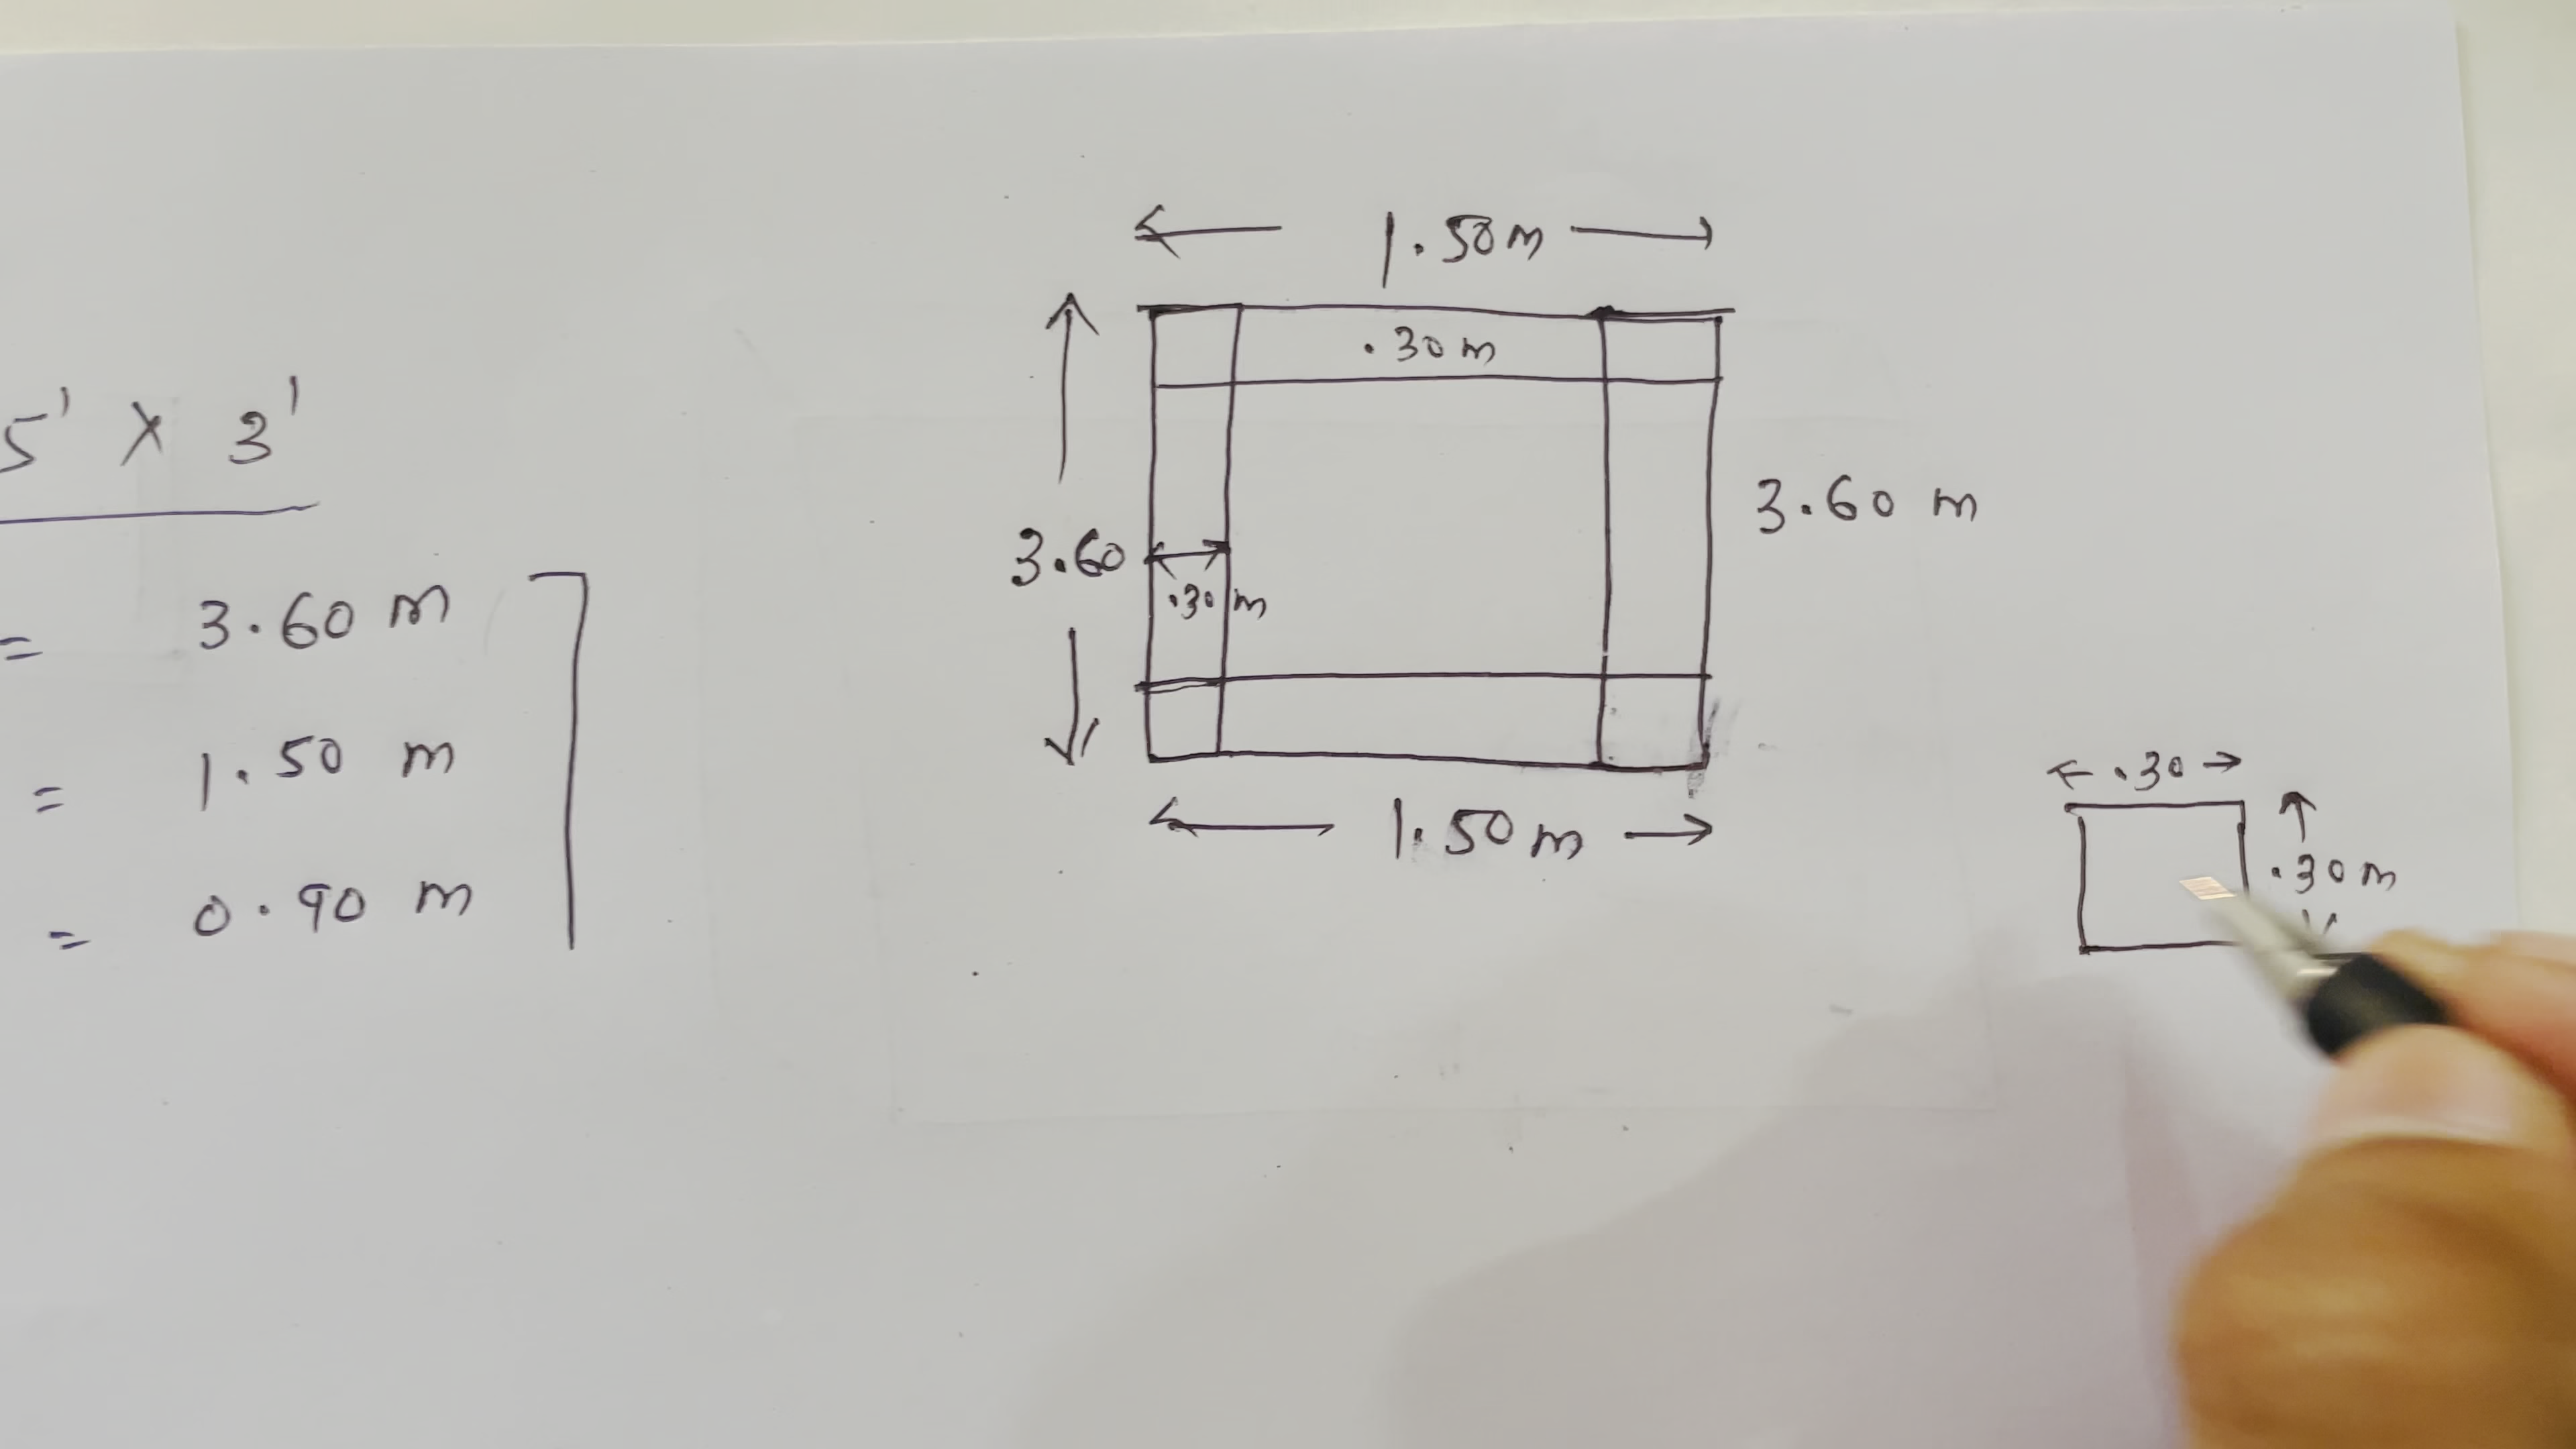 5' X 3'
= 3.60 m
= 1.50 m
= 0.90 m
1.50m
.30 m
3.60
.30 m
3.60 m
1.50 m
.30
.30 m